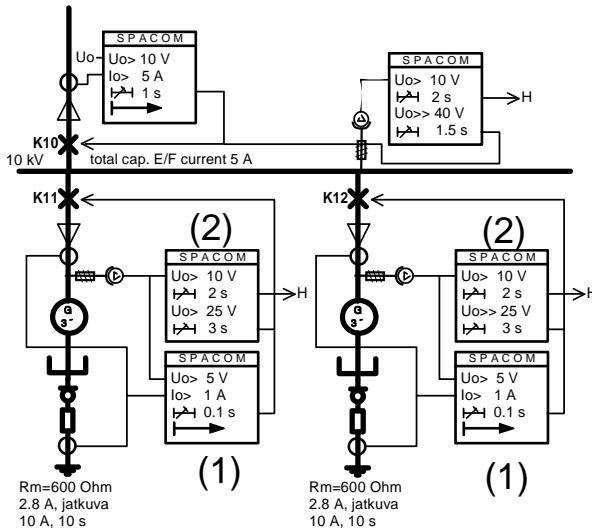 SPACOM
Uo
Uo> 10 V
Io> 5 A
1 s
SPACOM
Uo> 10 V
2 s
Uo>> 40 V
1.5 s
H
K10
10 kV
total cap. E/F current 5 A
K11
(2)
SPACOM
Uo> 10 V
2 s
Uo> 25 V
3 s
H
G
3~
SPACOM
Uo> 5 V
Io> 1 A
0.1 s
(1)
Rm=600 Ohm
2.8 A, jatkuva
10 A, 10 s
K12
(2)
SPACOM
Uo> 10 V
2 s
Uo>> 25 V
3 s
H
G
3~
SPACOM
Uo> 5 V
Io> 1 A
0.1 s
(1)
Rm=600 Ohm
2.8 A, jatkuva
10 A, 10 s